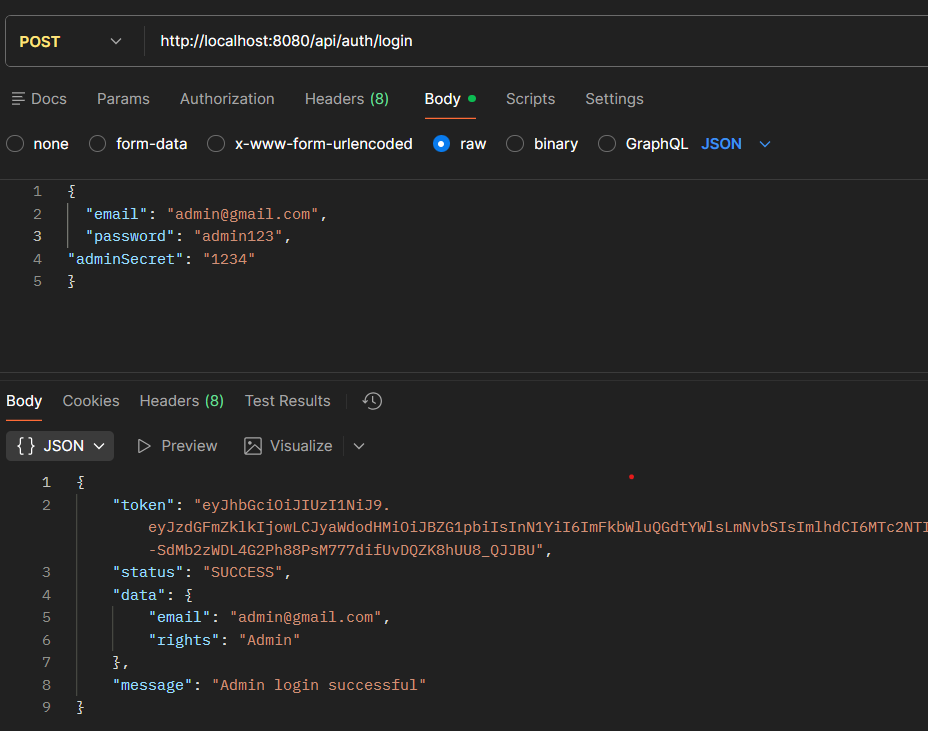 POST http://localhost:8080/api/auth/login
Docs Params Authorization Headers (8) Body Scripts Settings
none form-data x-www-form-urlencoded raw binary GraphQL JSON
1 {
2 "email": "admin@gmail.com",
3 "password": "admin123",
4 "adminSecret": "1234"
5 }
Body Cookies Headers (8) Test Results
{} JSON Preview Visualize
1 {
2 "token": "eyJhbGciOiJIUzI1NiJ9.
eyJzdGFmZklkIjowLCJyaWdodHMiOiJBZG1pbiIsInN1YiI6ImFkbWluQGdtYWlsLmNvbSIsImlhdCI6MTc2NTI
-SdMb2zWDL4G2Ph88PsM777difUvDQZK8hUU8_QJJBU",
3 "status": "SUCCESS",
4 "data": {
5 "email": "admin@gmail.com",
6 "rights": "Admin"
7 },
8 "message": "Admin login successful"
9 }